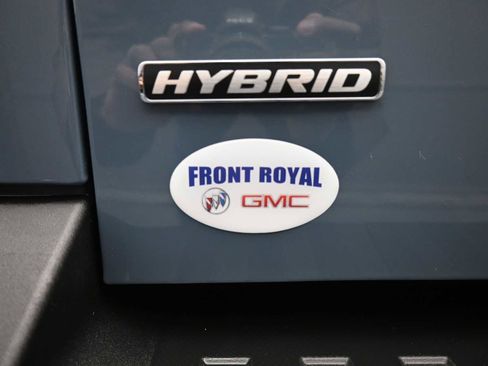 HYBRID
FRONT ROYAL
GMC